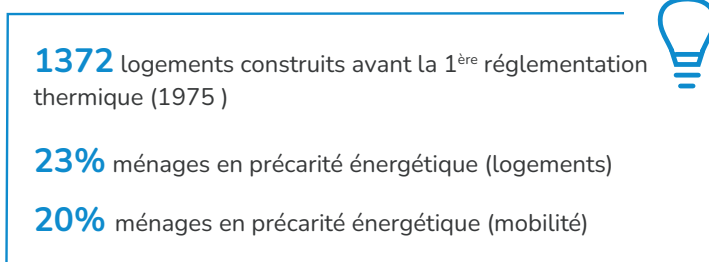 1372 logements construits avant la 1ère réglementation
thermique (1975 )
23% ménages en précarité énergétique (logements)
20% ménages en précarité énergétique (mobilité)